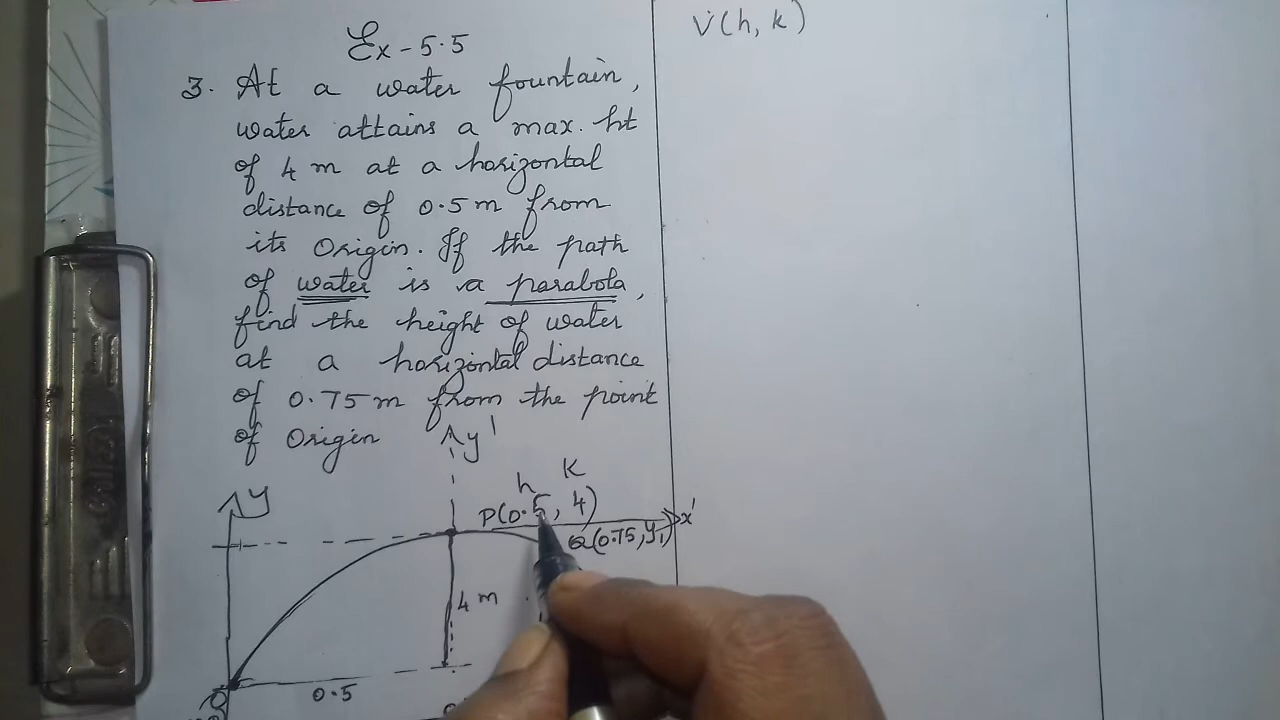 Ex - 5.5
3. At a water fountain,
water attains a max. ht
of 4 m at a horizontal
distance of 0.5 m from
its Origin. If the path
of water is a parabola,
find the height of water
at a horizontal distance
of 0.75 m from the point
of Origin
y'
h K
y
P(0.5, 4)
x'
Q(0.75, y₁)
4 m
0.5
V(h, k)